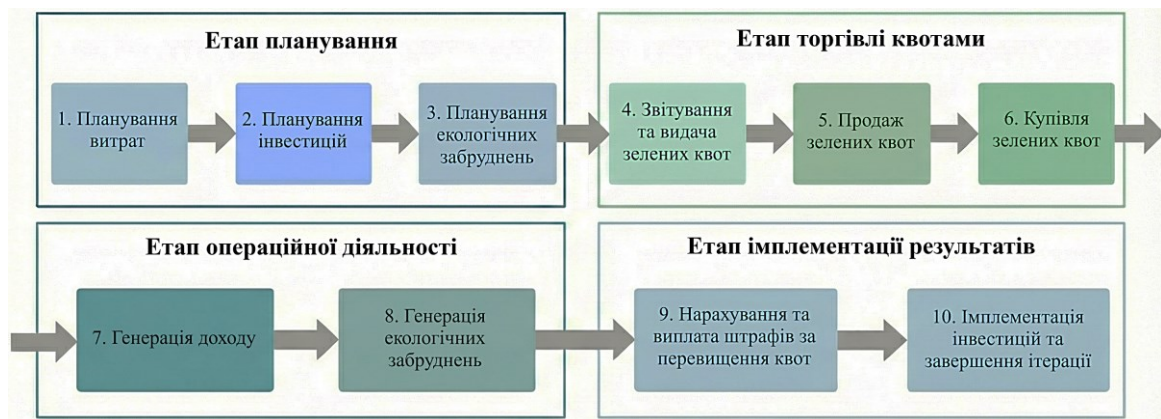 Етап планування
1. Планування
витрат
2. Планування
інвестицій
3. Планування
екологічних
забруднень
Етап торгівлі квотами
4. Звітування
та видача
зелених квот
5. Продаж
зелених квот
6. Купівля
зелених квот
Етап операційної діяльності
7. Генерація доходу
8. Генерація
екологічних
забруднень
Етап імплементації результатів
9. Нарахування та
виплата штрафів за
перевищення квот
10. Імплементація
інвестицій та
завершення ітерації